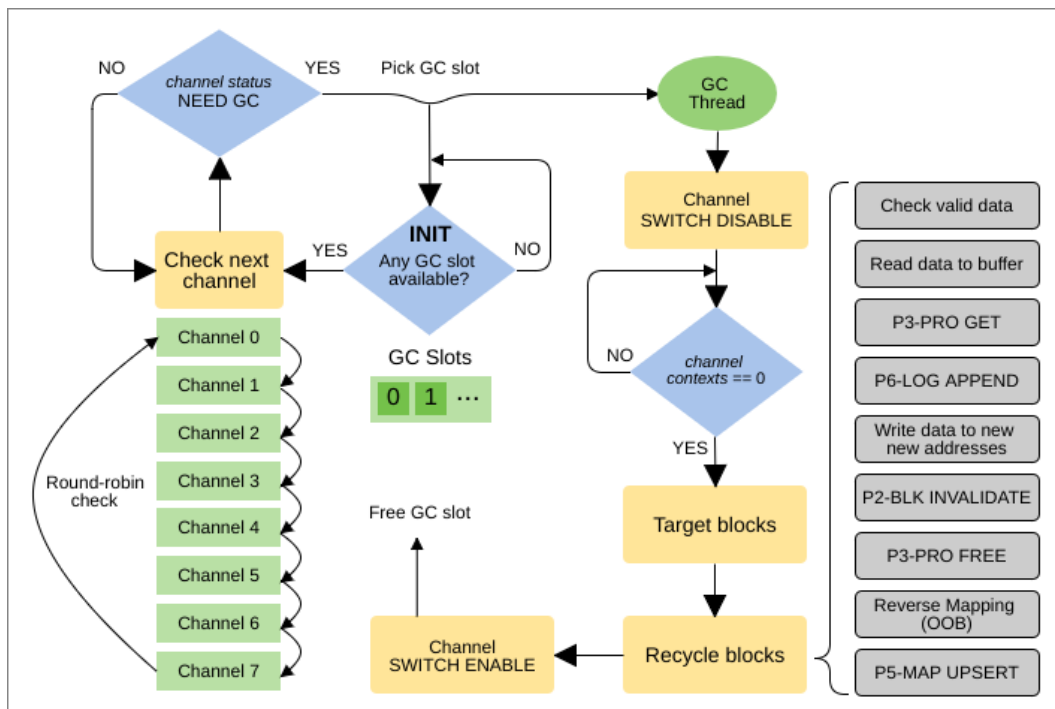 NO
channel status
NEED GC
YES
Pick GC slot
GC
Thread
Check next
channel
YES
INIT
Any GC slot
available?
NO
Channel 0
Channel 1
Channel 2
Channel 3
Channel 4
Channel 5
Channel 6
Channel 7
Round-robin
check
GC Slots
0 1 ...
Free GC slot
Channel
SWITCH DISABLE
NO
channel
contexts == 0
YES
Target blocks
Recycle blocks
Channel
SWITCH ENABLE
Check valid data
Read data to buffer
P3-PRO GET
P6-LOG APPEND
Write data to new
new addresses
P2-BLK INVALIDATE
P3-PRO FREE
Reverse Mapping
(OOB)
P5-MAP UPSERT